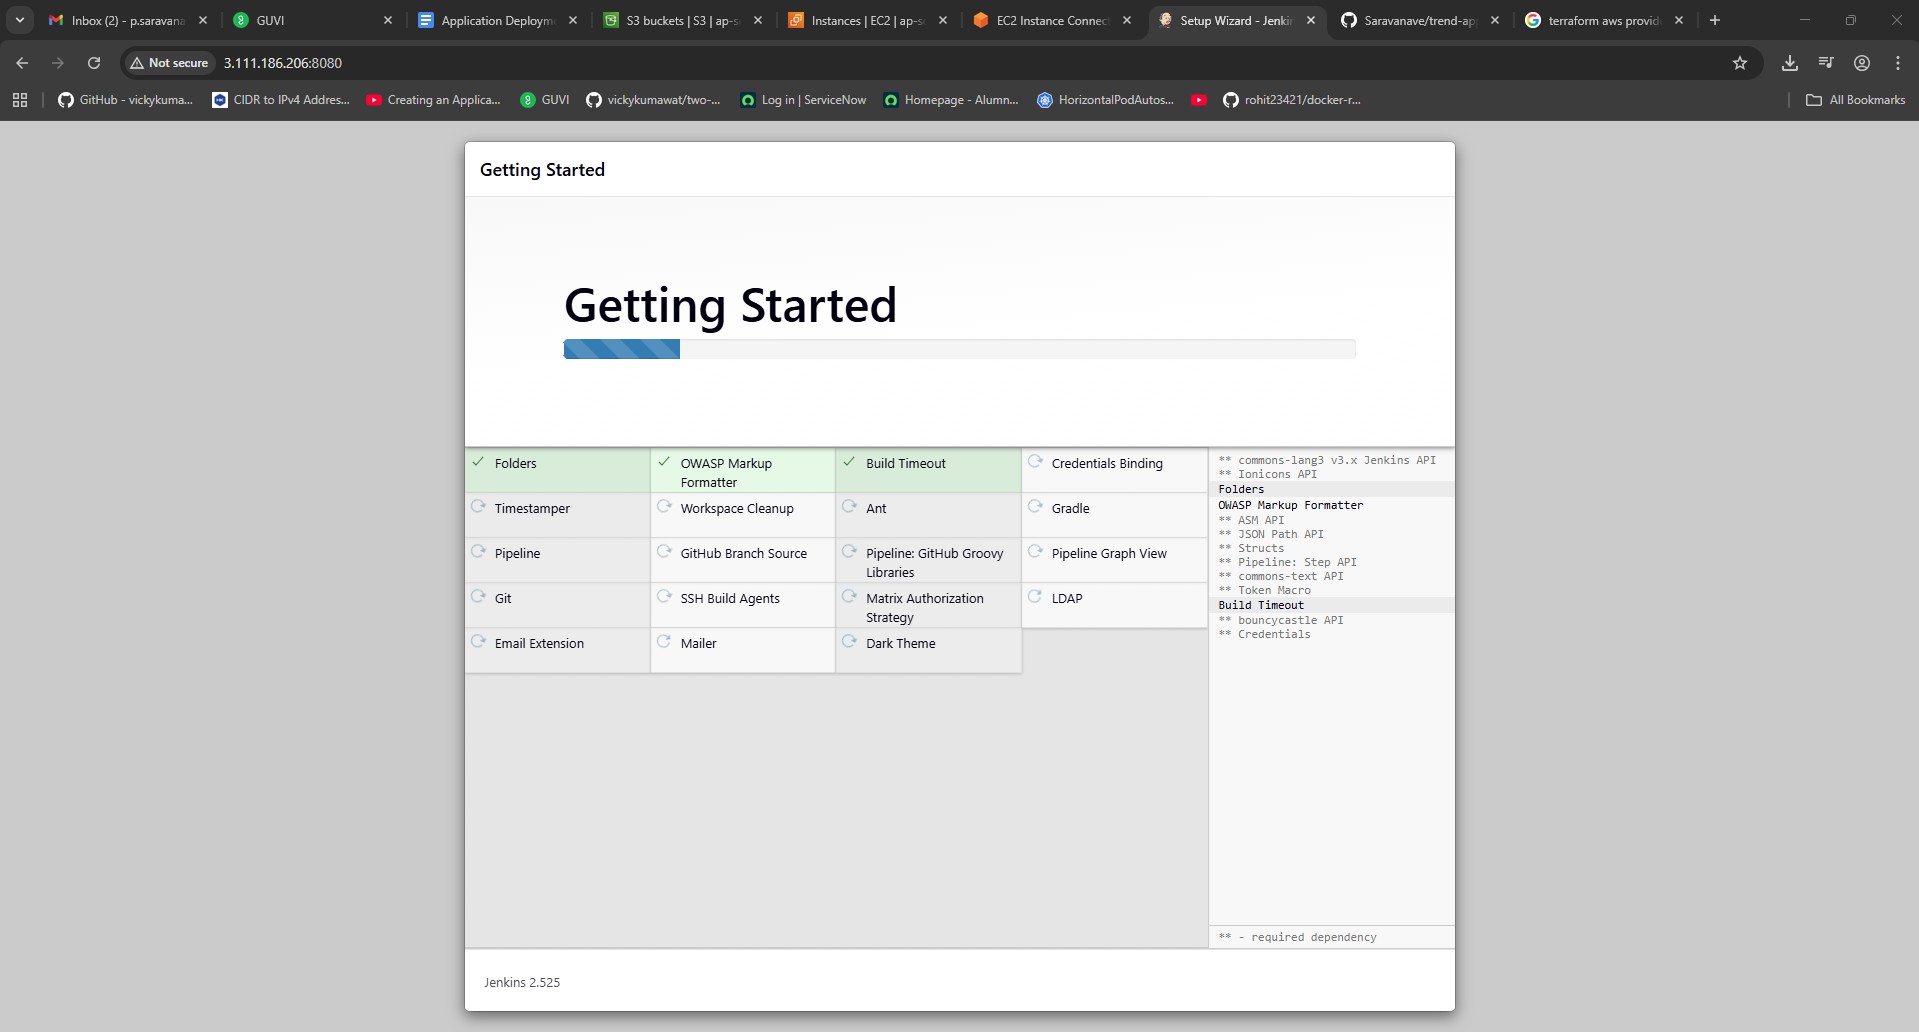 Inbox (2) - p.saravana
GUVI
Application Deploym
S3 buckets | S3 | ap-s
Instances | EC2 | ap-so
EC2 Instance Connect
Setup Wizard - Jenkin
Saravanave/trend-ap
terraform aws provid
Not secure
3.111.186.206:8080
GitHub - vickykuma...
CIDR to IPv4 Addres...
Creating an Applica...
GUVI
vickykumawat/two-...
Log in | ServiceNow
Homepage - Alumn...
HorizontalPodAutos...
rohit23421/docker-r...
All Bookmarks
Getting Started
Getting Started
Folders
OWASP Markup
Formatter
Build Timeout
Credentials Binding
Timestamper
Workspace Cleanup
Ant
Gradle
Pipeline
GitHub Branch Source
Pipeline: GitHub Groovy
Libraries
Pipeline Graph View
Git
SSH Build Agents
Matrix Authorization
Strategy
LDAP
Email Extension
Mailer
Dark Theme
** commons-lang3 v3.x Jenkins API
** Ionicons API
Folders
OWASP Markup Formatter
** ASM API
** JSON Path API
** Structs
** Pipeline: Step API
** commons-text API
** Token Macro
Build Timeout
** bouncycastle API
** Credentials
** - required dependency
Jenkins 2.525